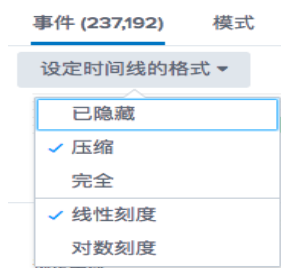 事件 (237,192) 模式
设定时间线的格式
已隐藏
压缩
完全
线性刻度
对数刻度